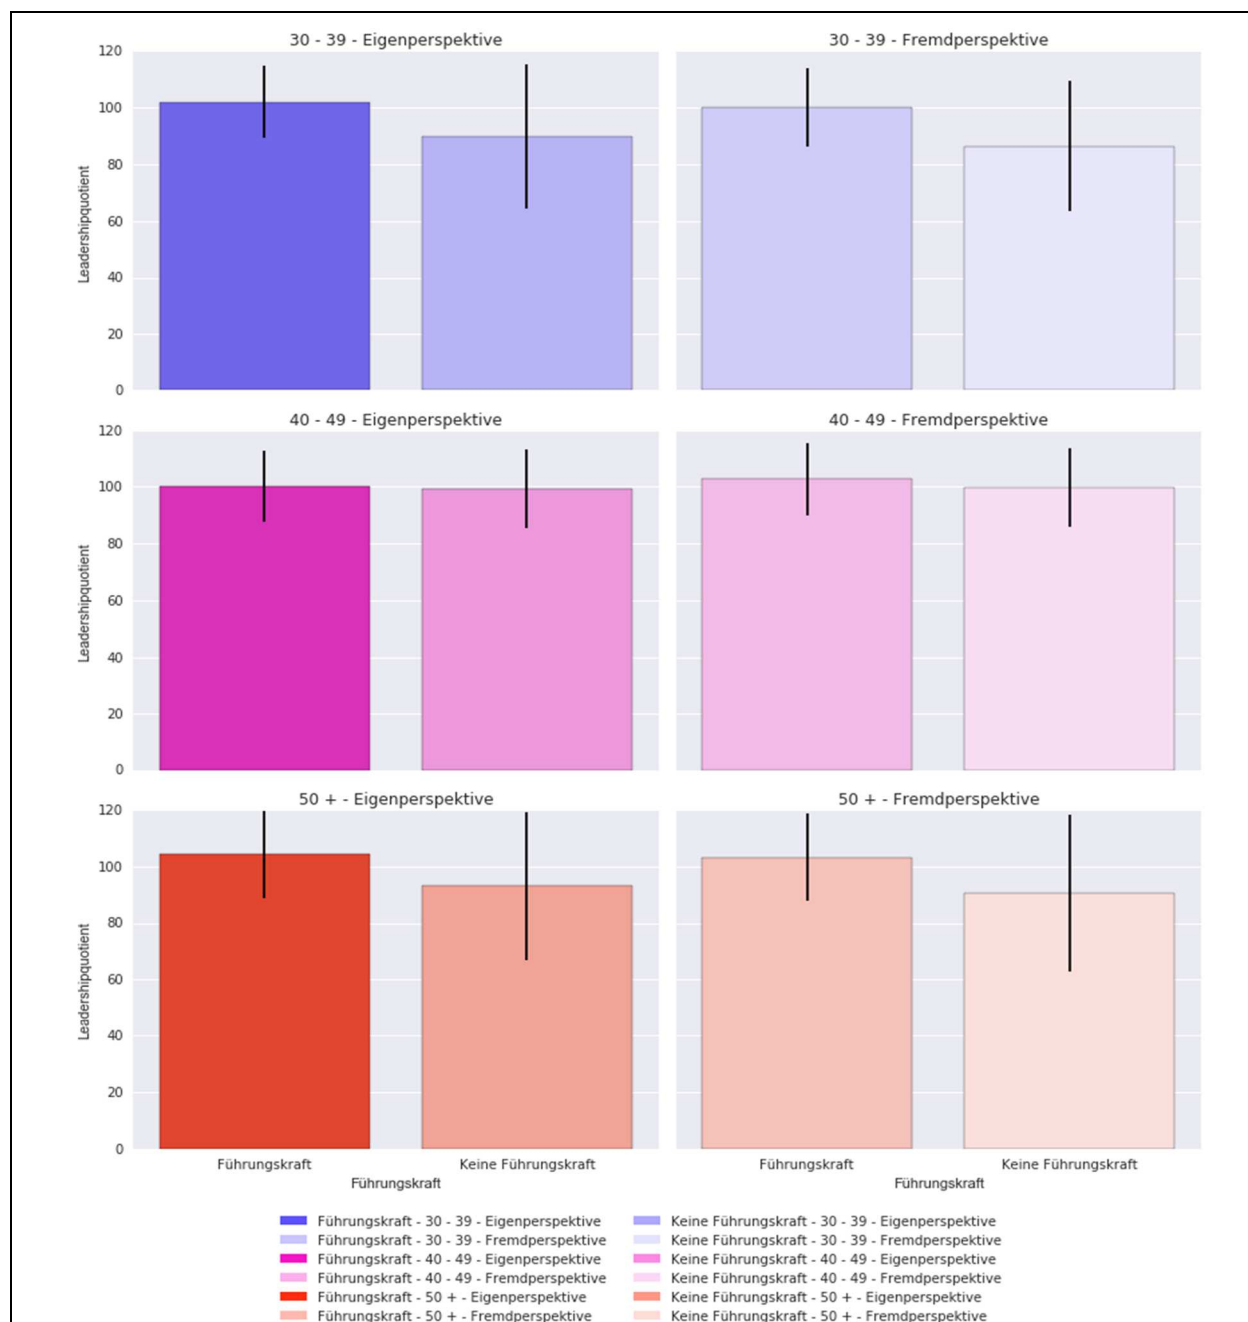 30 - 39 - Eigenperspektive
30 - 39 - Fremdperspektive
120
100
80
60
40
20
0
Leadershipquotient
40 - 49 - Eigenperspektive
40 - 49 - Fremdperspektive
120
100
80
60
40
20
0
Leadershipquotient
50 + - Eigenperspektive
50 + - Fremdperspektive
120
100
80
60
40
20
0
Leadershipquotient
Führungskraft
Keine Führungskraft
Führungskraft
Keine Führungskraft
Führungskraft
Führungskraft
Führungskraft - 30 - 39 - Eigenperspektive
Führungskraft - 30 - 39 - Fremdperspektive
Führungskraft - 40 - 49 - Eigenperspektive
Führungskraft - 40 - 49 - Fremdperspektive
Führungskraft - 50 + - Eigenperspektive
Führungskraft - 50 + - Fremdperspektive
Keine Führungskraft - 30 - 39 - Eigenperspektive
Keine Führungskraft - 30 - 39 - Fremdperspektive
Keine Führungskraft - 40 - 49 - Eigenperspektive
Keine Führungskraft - 40 - 49 - Fremdperspektive
Keine Führungskraft - 50 + - Eigenperspektive
Keine Führungskraft - 50 + - Fremdperspektive